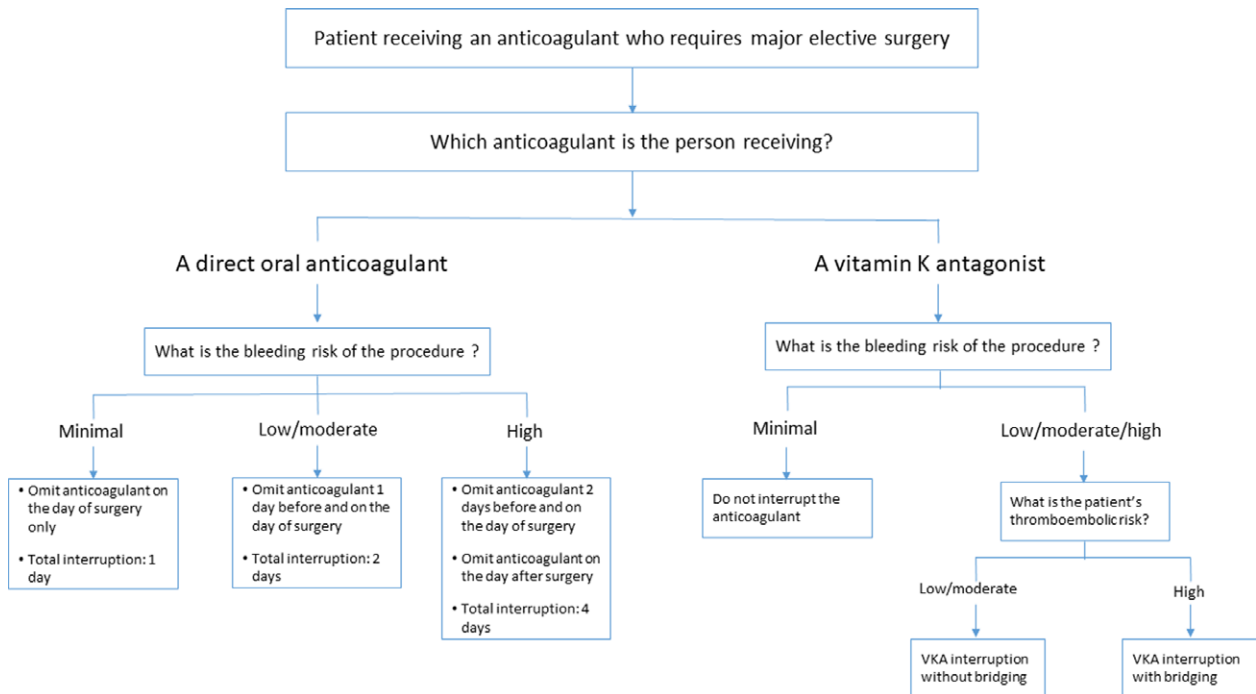 Patient receiving an anticoagulant who requires major elective surgery
Which anticoagulant is the person receiving?
A direct oral anticoagulant
A vitamin K antagonist
What is the bleeding risk of the procedure ?
What is the bleeding risk of the procedure ?
Minimal
Low/moderate
High
Minimal
Low/moderate/high
• Omit anticoagulant on
the day of surgery
only
• Total interruption: 1
day
• Omit anticoagulant 1
day before and on the
day of surgery
• Total interruption: 2
days
• Omit anticoagulant 2
days before and on
the day of surgery
• Omit anticoagulant on
the day after surgery
• Total interruption: 4
days
Do not interrupt the
anticoagulant
What is the patient's
thromboembolic risk?
Low/moderate
High
VKA interruption
without bridging
VKA interruption
with bridging